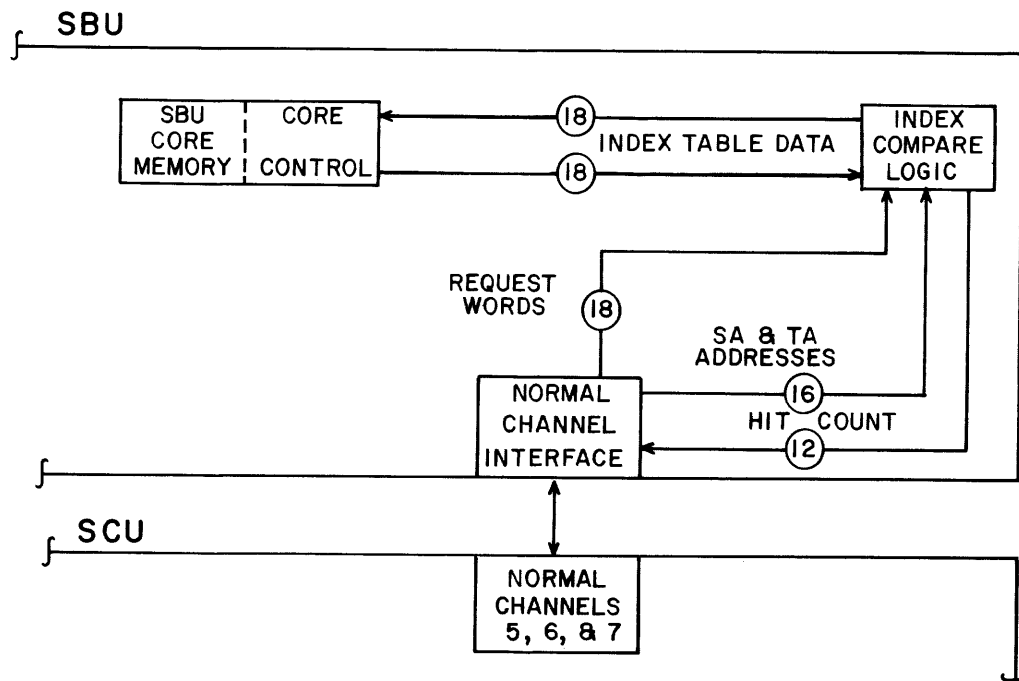 SBU
SBU
CORE
MEMORY
CORE
CONTROL
18
INDEX TABLE DATA
18
INDEX
COMPARE
LOGIC
REQUEST
WORDS
18
SA & TA
ADDRESSES
16
HIT COUNT
12
NORMAL
CHANNEL
INTERFACE
SCU
NORMAL
CHANNELS
5, 6, & 7